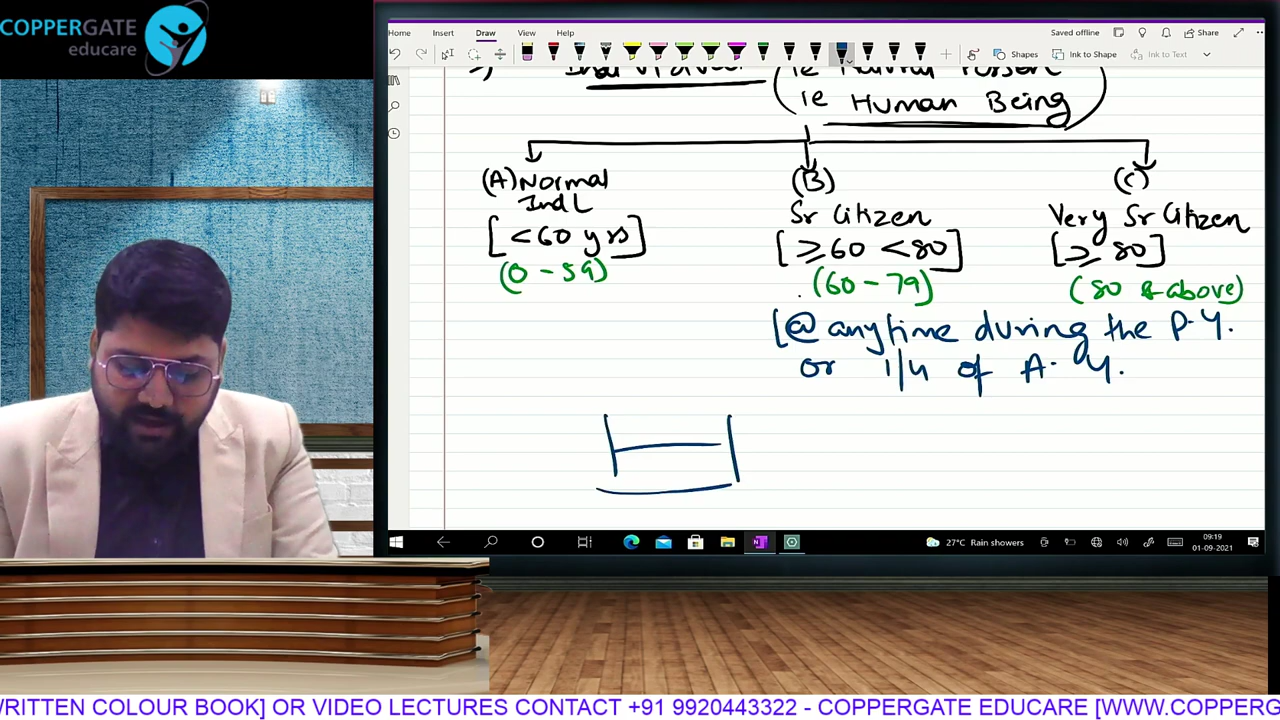 COPPERGATE
educare
Home Insert Draw View Help
Saved offline
Share
Shapes
Ink to Shape
Ink to Text
ie Human Being
(A) Normal
Indl
[<60 yrs]
(0 - 59)
(B)
Sr Citizen
[≥60 <80]
(60 - 79)
(C)
Very Sr Citizen
[≥ 80]
(80 & above)
[@ anytime during the P.Y.
or 1/4 of A.Y.
27°C Rain showers
09:19
01-09-2021
WRITTEN COLOUR BOOK] OR VIDEO LECTURES CONTACT +91 9920443322 - COPPERGATE EDUCARE [WWW.COPPERG